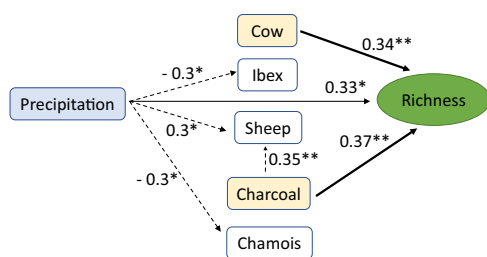 Cow
0.34**
- 0.3*
Ibex
Precipitation
0.33*
Richness
0.3*
Sheep
0.37**
0.35**
- 0.3*
Charcoal
Chamois